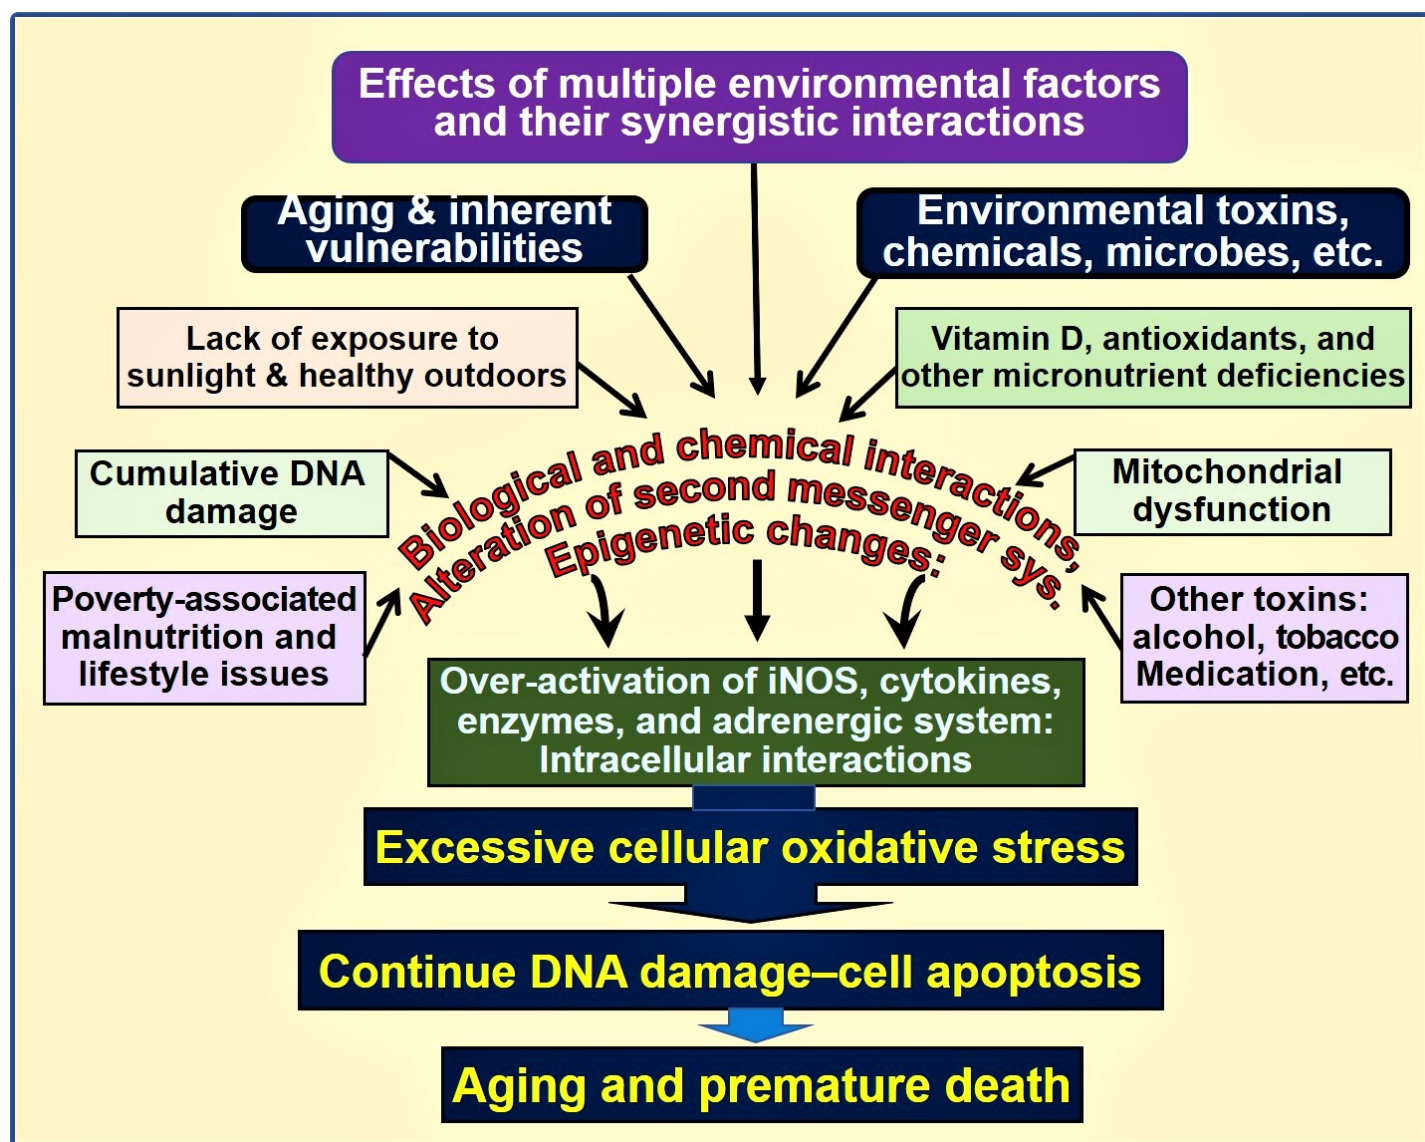 Effects of multiple environmental factors
and their synergistic interactions
Aging & inherent
vulnerabilities
Environmental toxins,
chemicals, microbes, etc.
Lack of exposure to
sunlight & healthy outdoors
Vitamin D, antioxidants, and
other micronutrient deficiencies
Cumulative DNA
damage
Mitochondrial
dysfunction
Biological and chemical interactions,
Alteration of second messenger sys.
Epigenetic changes:
Poverty-associated
malnutrition and
lifestyle issues
Other toxins:
alcohol, tobacco
Medication, etc.
Over-activation of iNOS, cytokines,
enzymes, and adrenergic system:
Intracellular interactions
Excessive cellular oxidative stress
Continue DNA damage–cell apoptosis
Aging and premature death